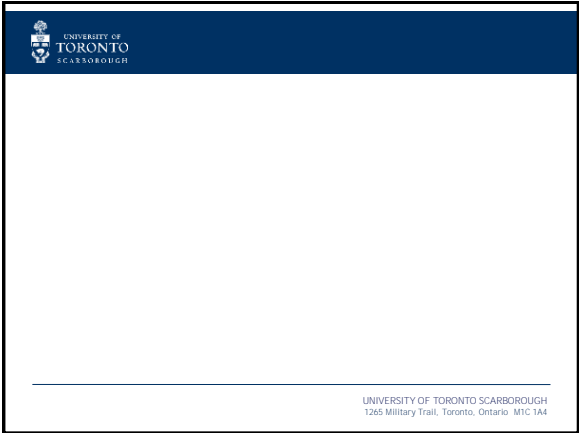 UNIVERSITY OF
TORONTO
SCARBOROUGH
UNIVERSITY OF TORONTO SCARBOROUGH
1265 Military Trail, Toronto, Ontario M1C 1A4